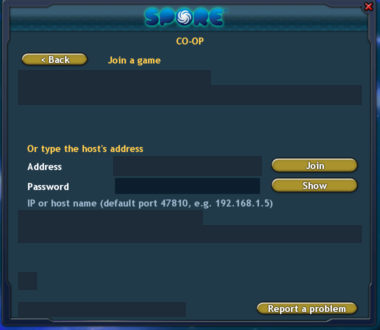 SPORE
CO-OP
< Back
Join a game
Or type the host's address
Address
Join
Password
Show
IP or host name (default port 47810, e.g. 192.168.1.5)
Report a problem